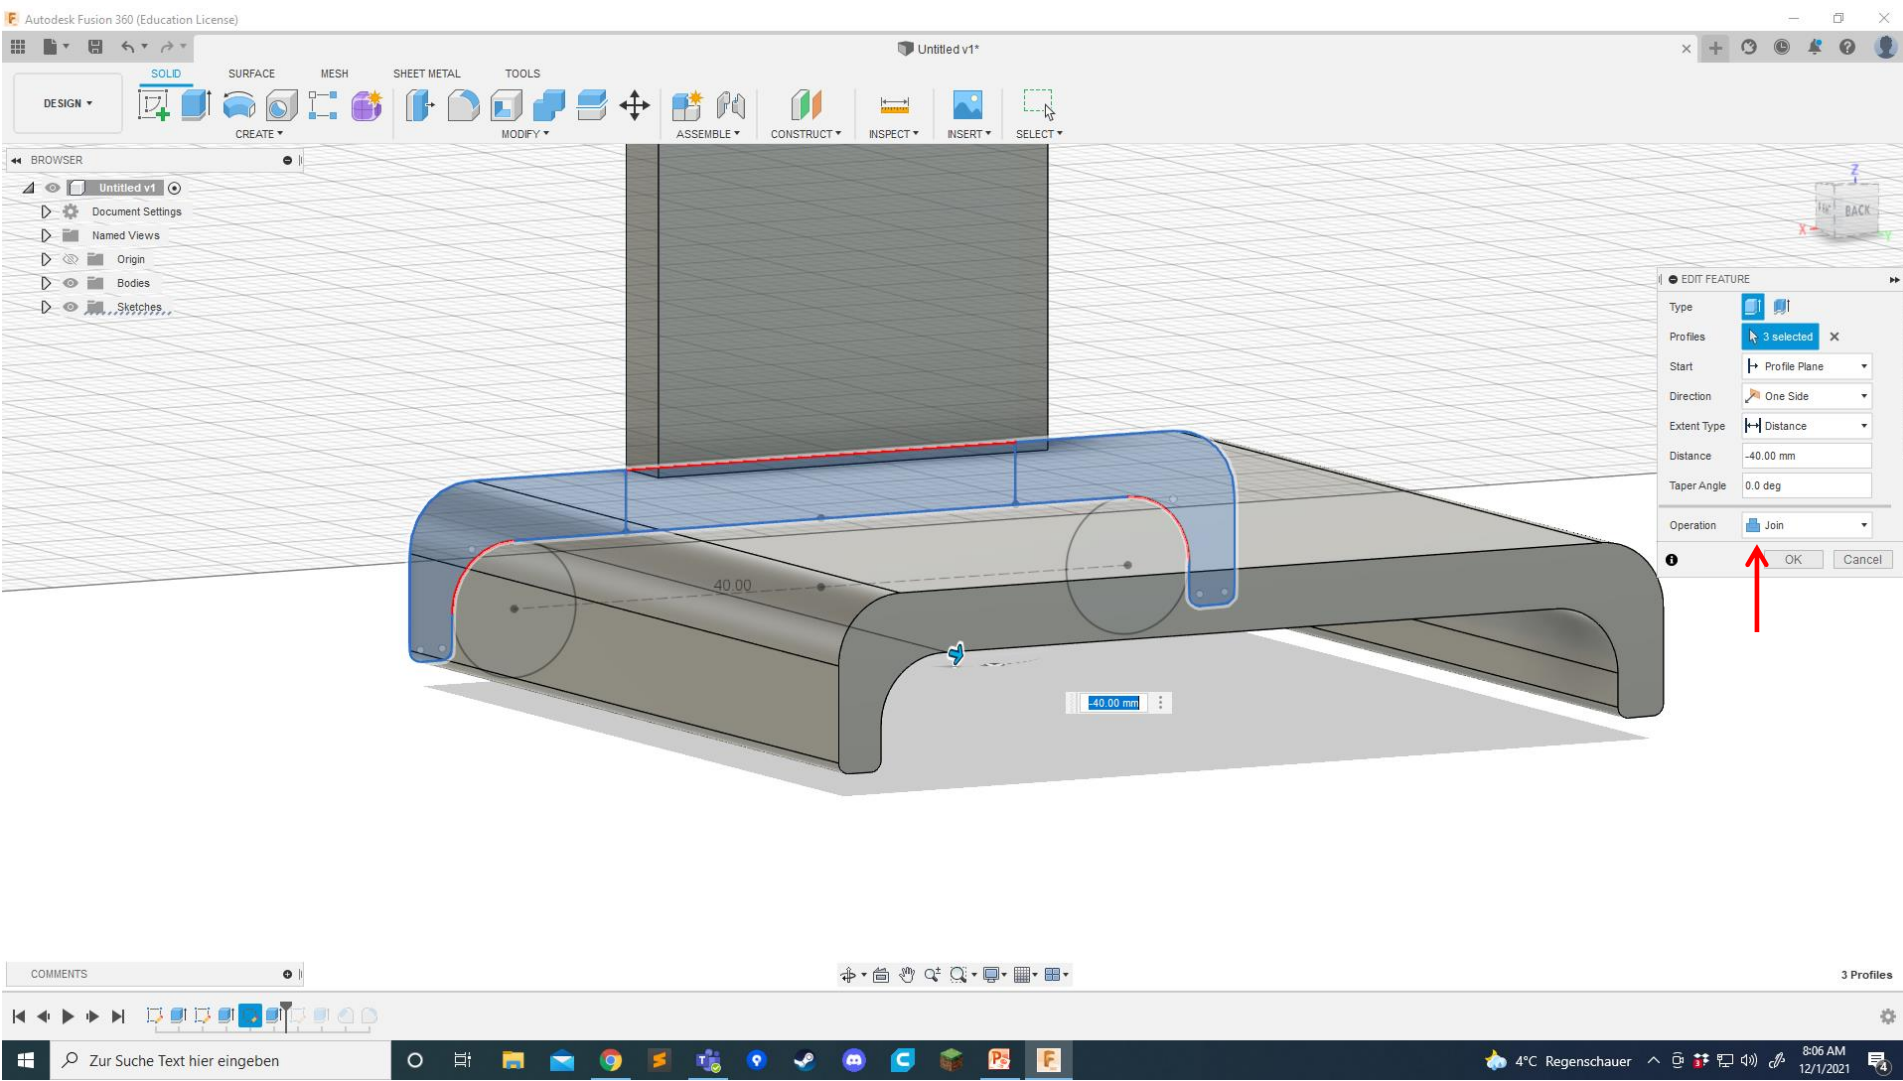 Autodesk Fusion 360 (Education License)
Untitled v1*
SOLID SURFACE MESH SHEET METAL TOOLS
DESIGN
CREATE MODIFY ASSEMBLE CONSTRUCT INSPECT INSERT SELECT
BROWSER
Untitled v1
Document Settings
Named Views
Origin
Bodies
Sketches
Z
BACK
X
Y
EDIT FEATURE
Type
Profiles 3 selected
Start Profile Plane
Direction One Side
Extent Type Distance
Distance -40.00 mm
Taper Angle 0.0 deg
Operation Join
OK Cancel
40.00
-40.00 mm
COMMENTS
3 Profiles
Zur Suche Text hier eingeben
4°C Regenschauer
8:06 AM
12/1/2021